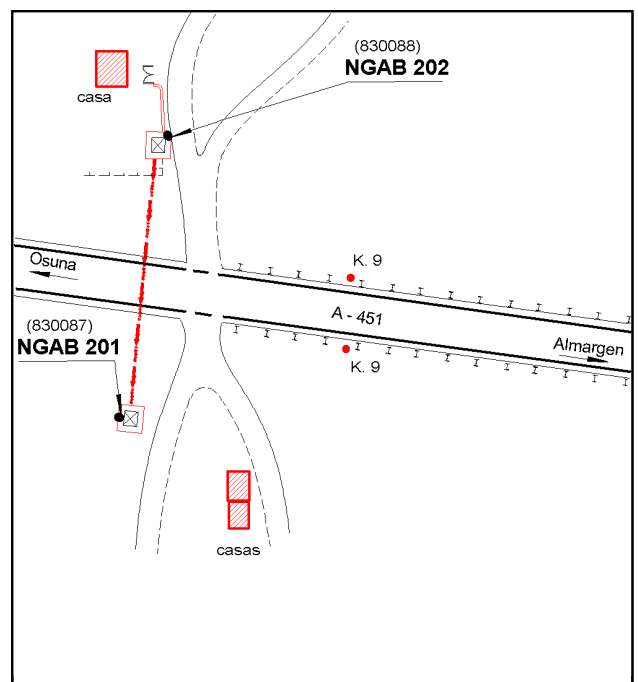 (830088)
NGAB 202
casa
Osuna
K. 9
A - 451
Almargen
(830087)
NGAB 201
K. 9
casas